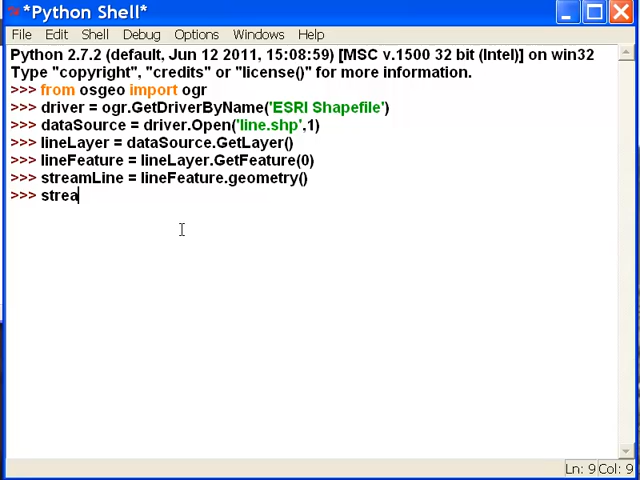 *Python Shell*
File Edit Shell Debug Options Windows Help
Python 2.7.2 (default, Jun 12 2011, 15:08:59) [MSC v.1500 32 bit (Intel)] on win32
Type "copyright", "credits" or "license()" for more information.
>>> from osgeo import ogr
>>> driver = ogr.GetDriverByName('ESRI Shapefile')
>>> dataSource = driver.Open('line.shp',1)
>>> lineLayer = dataSource.GetLayer()
>>> lineFeature = lineLayer.GetFeature(0)
>>> streamLine = lineFeature.geometry()
>>> strea
Ln: 9 Col: 9